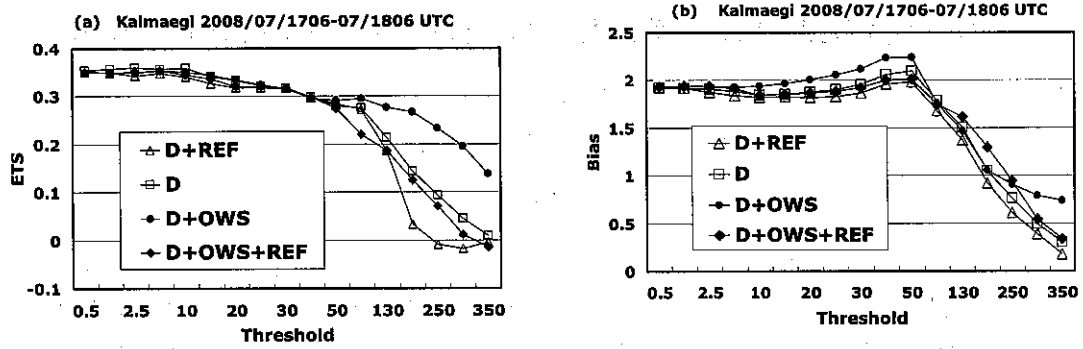 (a) Kalmaegi 2008/07/1706-07/1806 UTC
0.4
0.3
0.2
0.1
0
-0.1
ETS
D+REF
D
D+OWS
D+OWS+REF
0.5 2.5 10 20 30 50 130 250 350
Threshold
(b) Kalmaegi 2008/07/1706-07/1806 UTC
2.5
2
1.5
1
0.5
0
Bias
D+REF
D
D+OWS
D+OWS+REF
0.5 2.5 10 20 30 50 130 250 350
Threshold